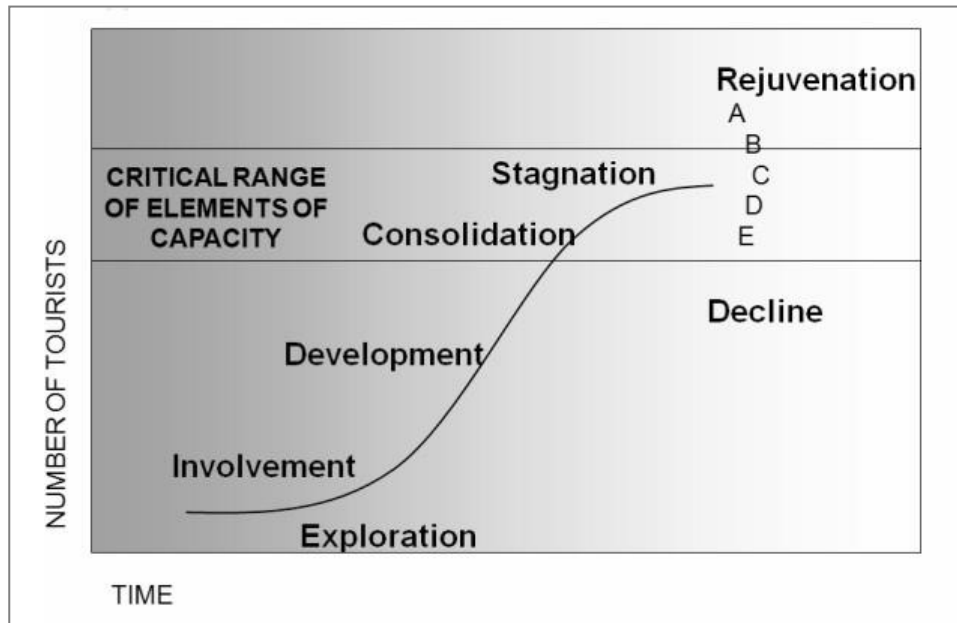 Rejuvenation
A
B
CRITICAL RANGE
OF ELEMENTS OF
CAPACITY
Stagnation
C
D
Consolidation
E
Decline
Development
Involvement
Exploration
NUMBER OF TOURISTS
TIME